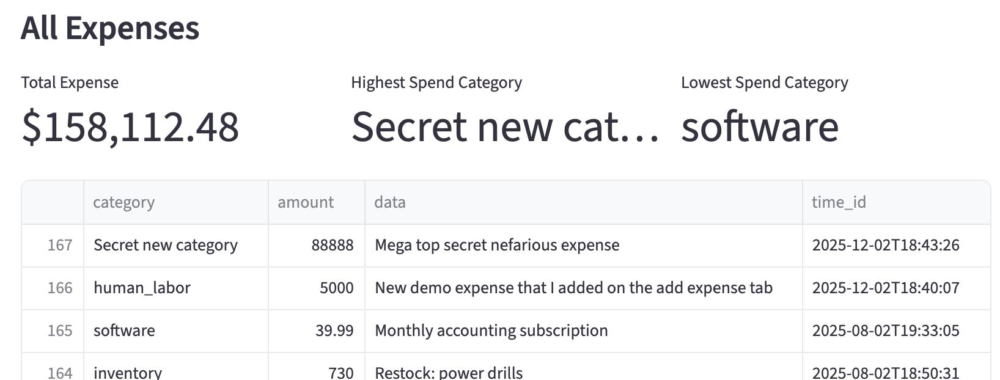 All Expenses
Total Expense Highest Spend Category Lowest Spend Category
$158,112.48 Secret new cat... software
category amount data time_id
167 Secret new category 88888 Mega top secret nefarious expense 2025-12-02T18:43:26
166 human_labor 5000 New demo expense that I added on the add expense tab 2025-12-02T18:40:07
165 software 39.99 Monthly accounting subscription 2025-08-02T19:33:05
164 inventory 730 Restock: power drills 2025-08-02T18:50:31